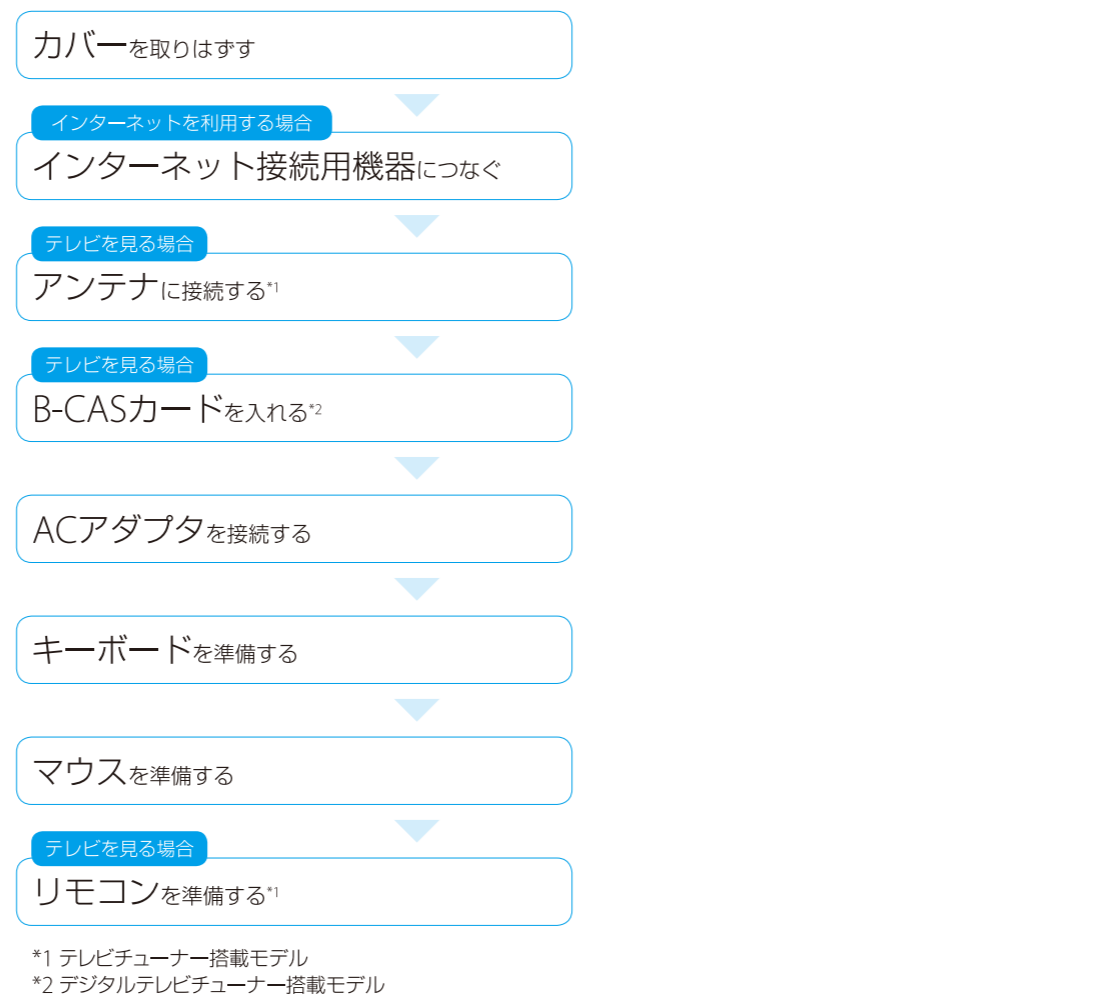 カバーを取りはずす
インターネットを利用する場合
インターネット接続用機器につなぐ
テレビを見る場合
アンテナに接続する*1
テレビを見る場合
B-CASカードを入れる*2
ACアダプタを接続する
キーボードを準備する
マウスを準備する
テレビを見る場合
リモコンを準備する*1
*1 テレビチューナー搭載モデル
*2 デジタルテレビチューナー搭載モデル